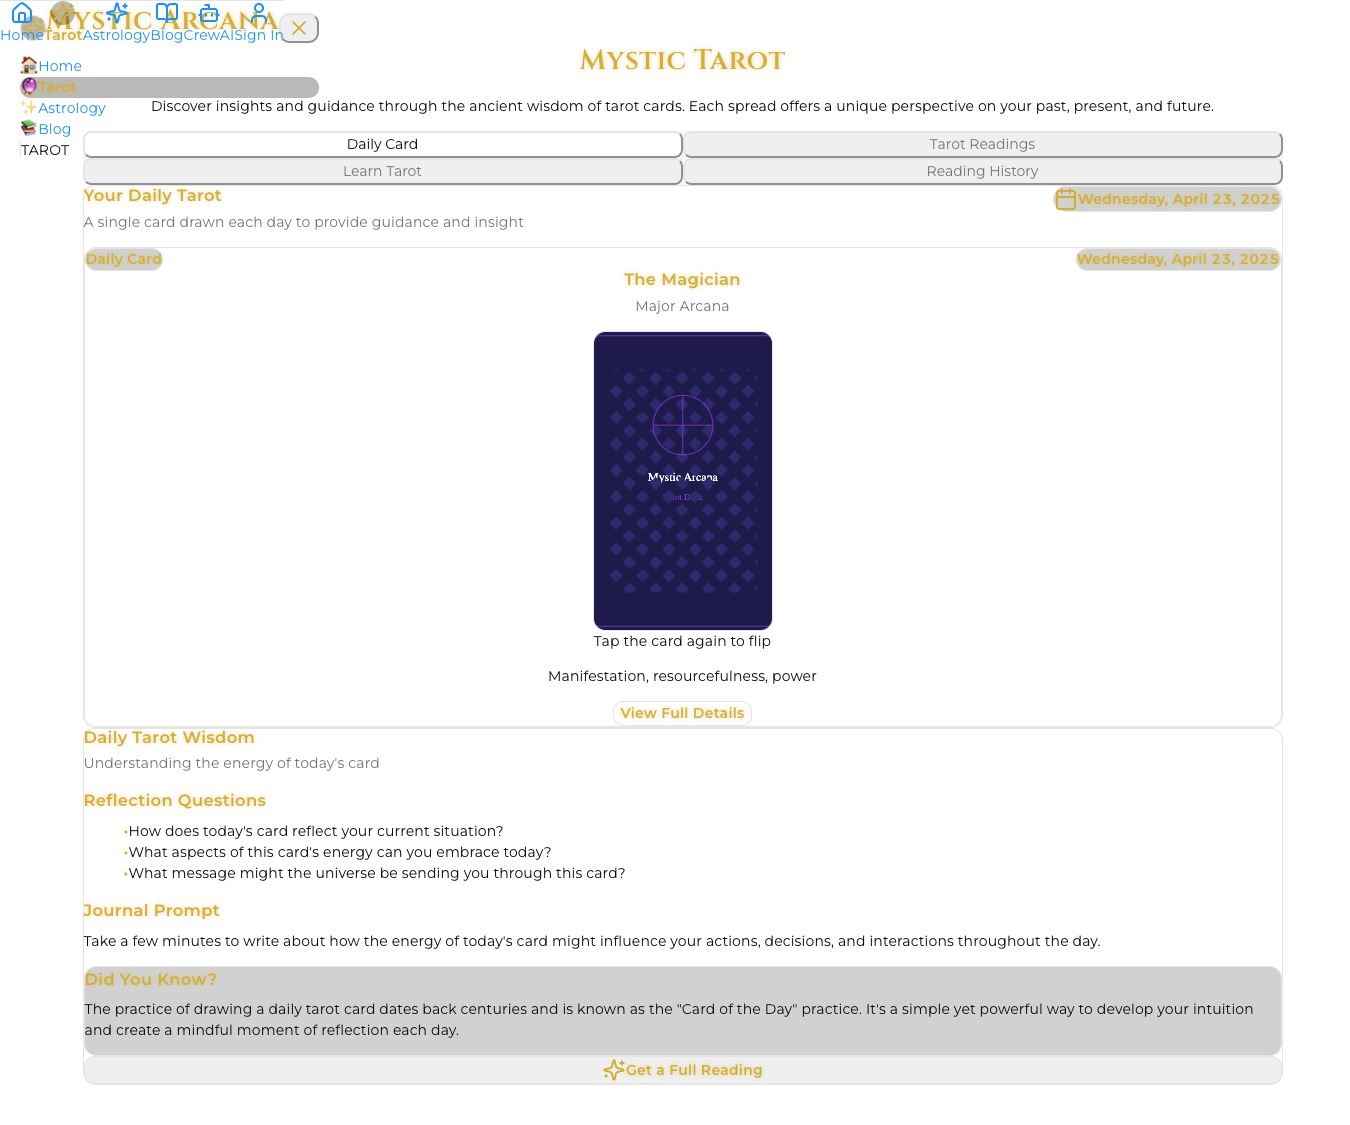 Mystic Arcana
Home Tarot Astrology Blog CrewAI Sign In
Home
Tarot
Astrology
Blog
TAROT
Mystic Tarot
Discover insights and guidance through the ancient wisdom of tarot cards. Each spread offers a unique perspective on your past, present, and future.
Daily Card
Tarot Readings
Learn Tarot
Reading History
Your Daily Tarot
Wednesday, April 23, 2025
A single card drawn each day to provide guidance and insight
Daily Card
Wednesday, April 23, 2025
The Magician
Major Arcana
Mystic Arcana
Tap the card again to flip
Manifestation, resourcefulness, power
View Full Details
Daily Tarot Wisdom
Understanding the energy of today's card
Reflection Questions
•How does today's card reflect your current situation?
•What aspects of this card's energy can you embrace today?
•What message might the universe be sending you through this card?
Journal Prompt
Take a few minutes to write about how the energy of today's card might influence your actions, decisions, and interactions throughout the day.
Did You Know?
The practice of drawing a daily tarot card dates back centuries and is known as the "Card of the Day" practice. It's a simple yet powerful way to develop your intuition
and create a mindful moment of reflection each day.
Get a Full Reading